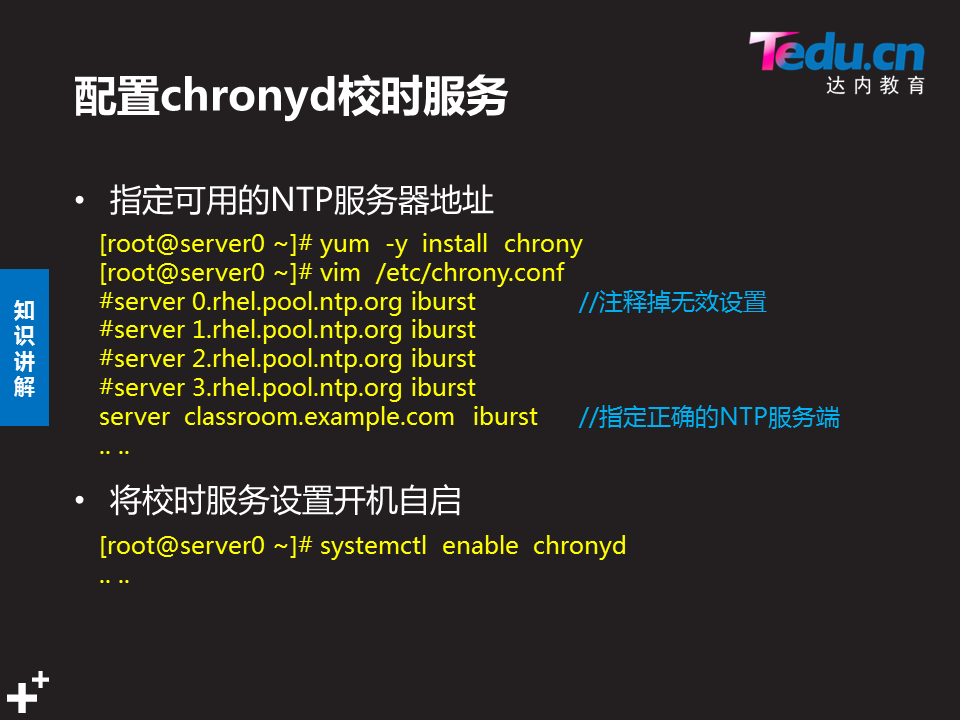 Tedu.cn
达内教育
配置chronyd校时服务
• 指定可用的NTP服务器地址
[root@server0 ~]# yum -y install chrony
[root@server0 ~]# vim /etc/chrony.conf
#server 0.rhel.pool.ntp.org iburst //注释掉无效设置
#server 1.rhel.pool.ntp.org iburst
#server 2.rhel.pool.ntp.org iburst
#server 3.rhel.pool.ntp.org iburst
server classroom.example.com iburst //指定正确的NTP服务端
.. ..
• 将校时服务设置开机自启
[root@server0 ~]# systemctl enable chronyd
.. ..
知识讲解